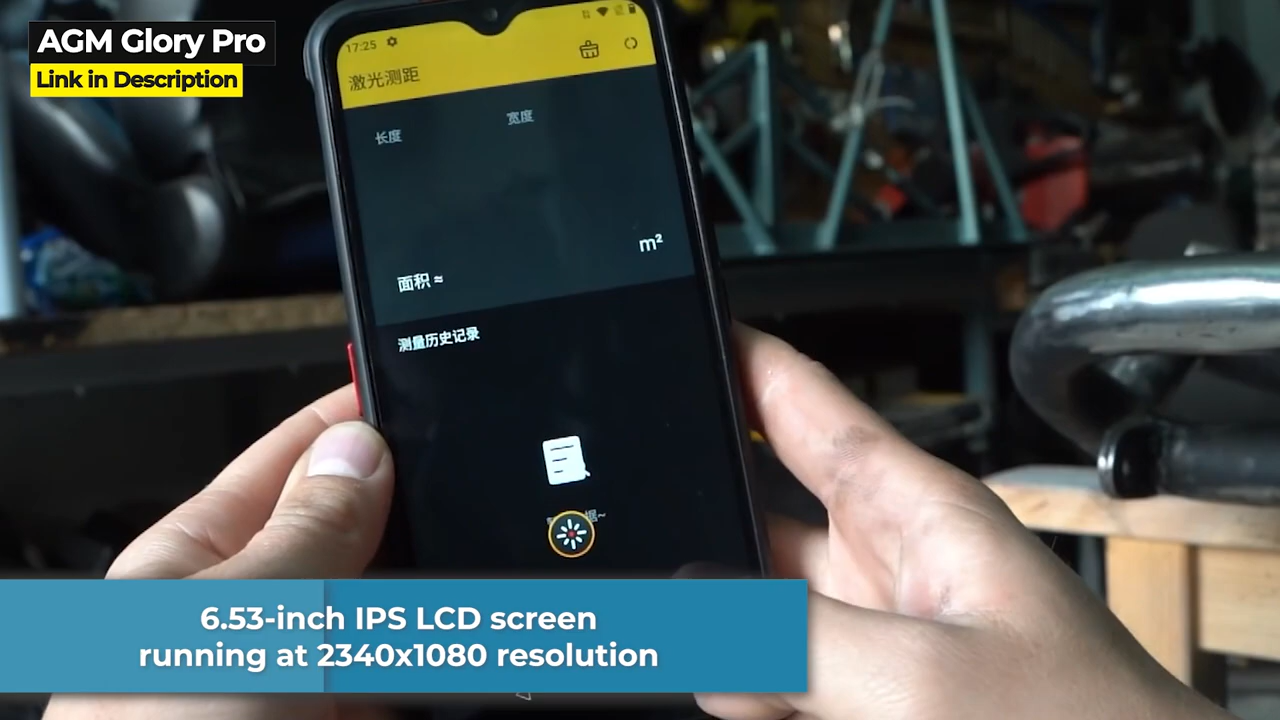 AGM Glory Pro
Link in Description
17:25
激光测距
长度
宽度
m²
面积 ≈
测量历史记录
据~
6.53-inch IPS LCD screen
running at 2340x1080 resolution